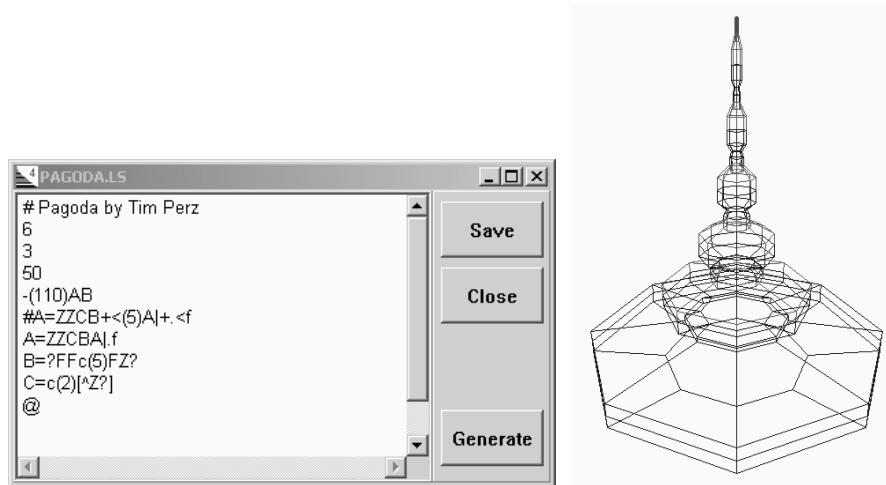 PAGODA.LS
# Pagoda by Tim Perz
6
3
50
-(110)AB
#A=ZZCB+<(5)A|+.<f
A=ZZCBA|.f
B=?FFc(5)FZ?
C=c(2)[^Z?]
@
Save
Close
Generate